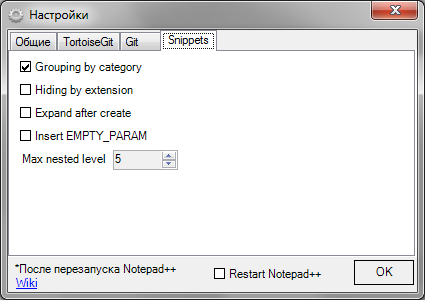 Настройки
Общие TortoiseGit Git Snippets
Grouping by category
Hiding by extension
Expand after create
Insert EMPTY_PARAM
Max nested level 5
*После перезапуска Notepad++
Wiki
Restart Notepad++
OK